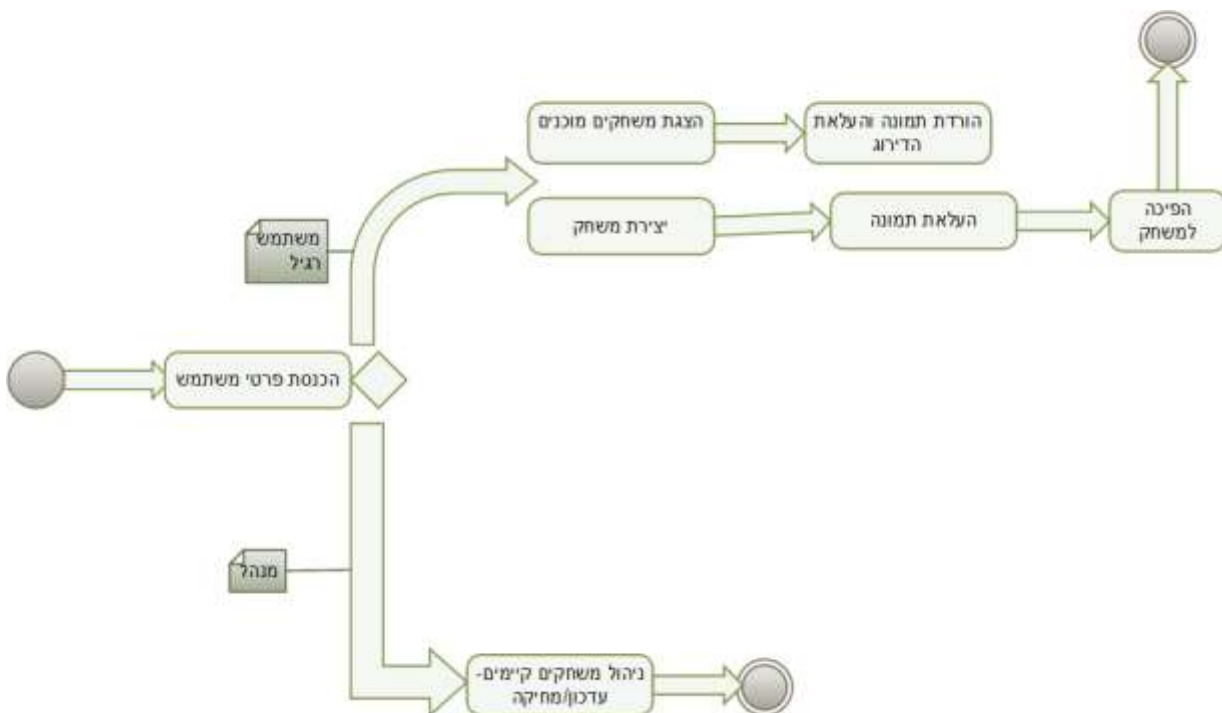 הצגת משחקים מוכנים
הורדת תמונה והעלאת
הדירוג
יצירת משחק
העלאת תמונה
הפיכה
למשחק
משתמש
רגיל
הכנסת פרטי משתמש
מנהל
ניהול משחקים קיימים-
עדכון/מחיקה